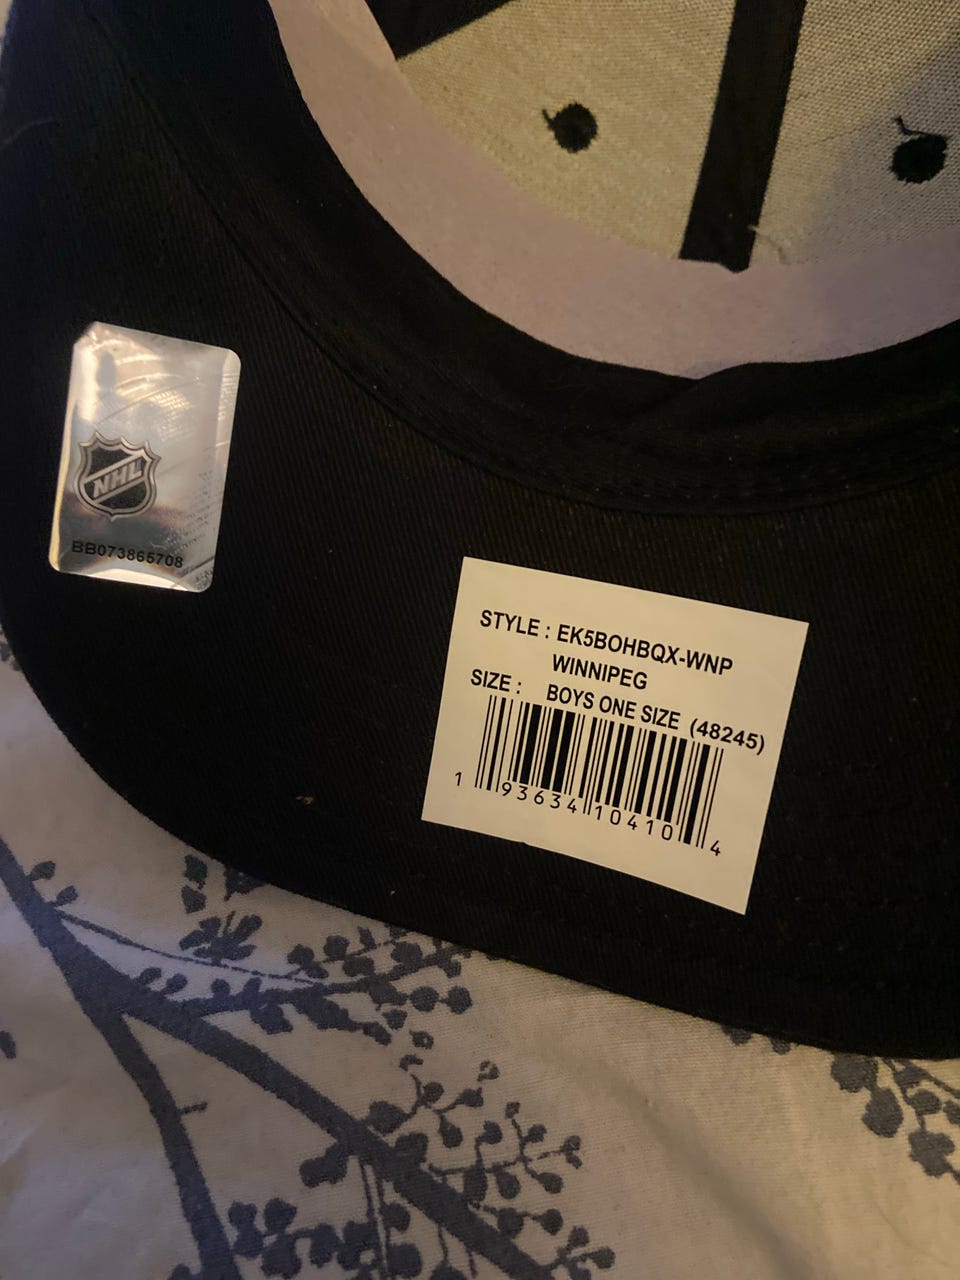 NHL
BB073865708
STYLE : EK5BOHBQX-WNP
WINNIPEG
SIZE : BOYS ONE SIZE (48245)
1 93634 10410 4